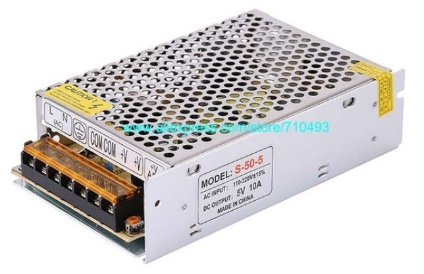 CAUTION
L N
(AC)
COM COM +V +V
www.aliexpress.com/store/710493
MODEL: S-50-5
AC INPUT: 110-220V±15%
DC OUTPUT: 5V 10A
MADE IN CHINA